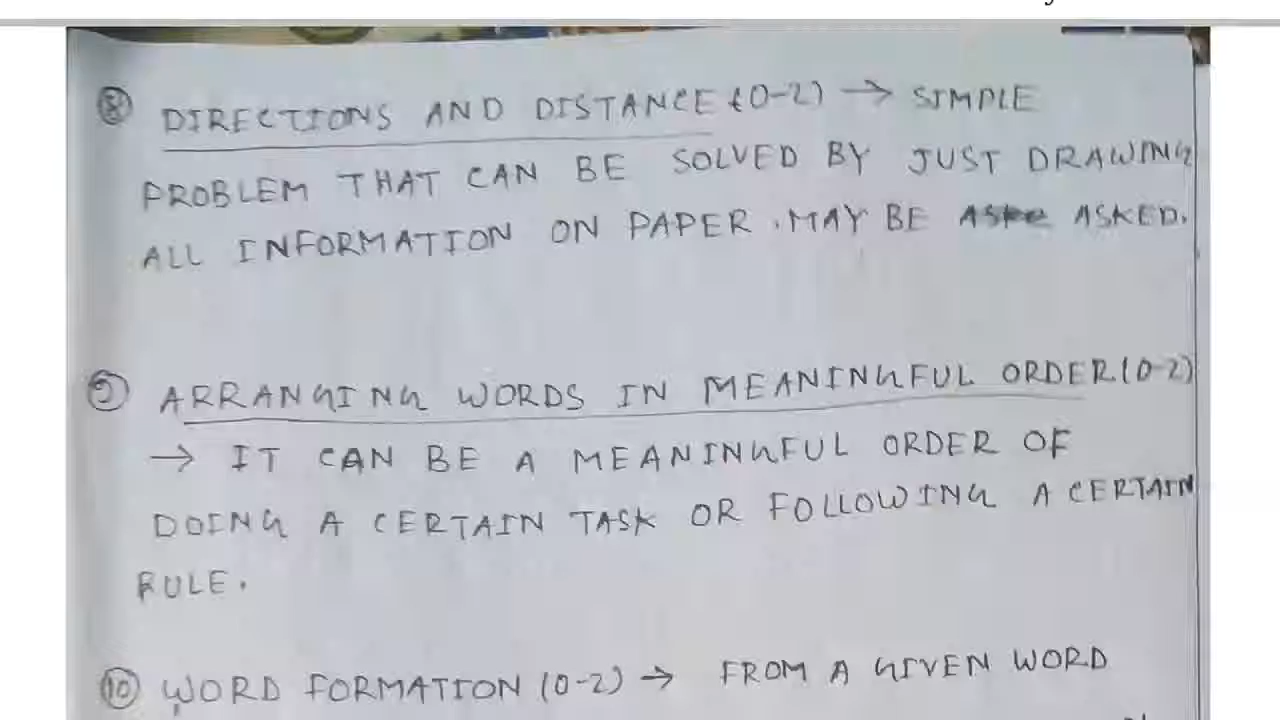 ⑧ DIRECTIONS AND DISTANCE (0-2) → SIMPLE
PROBLEM THAT CAN BE SOLVED BY JUST DRAWING
ALL INFORMATION ON PAPER. MAY BE ASKED.
⑨ ARRANGING WORDS IN MEANINGFUL ORDER (0-2)
→ IT CAN BE A MEANINGFUL ORDER OF
DOING A CERTAIN TASK OR FOLLOWING A CERTAIN
RULE.
⑩ WORD FORMATION (0-2) → FROM A GIVEN WORD